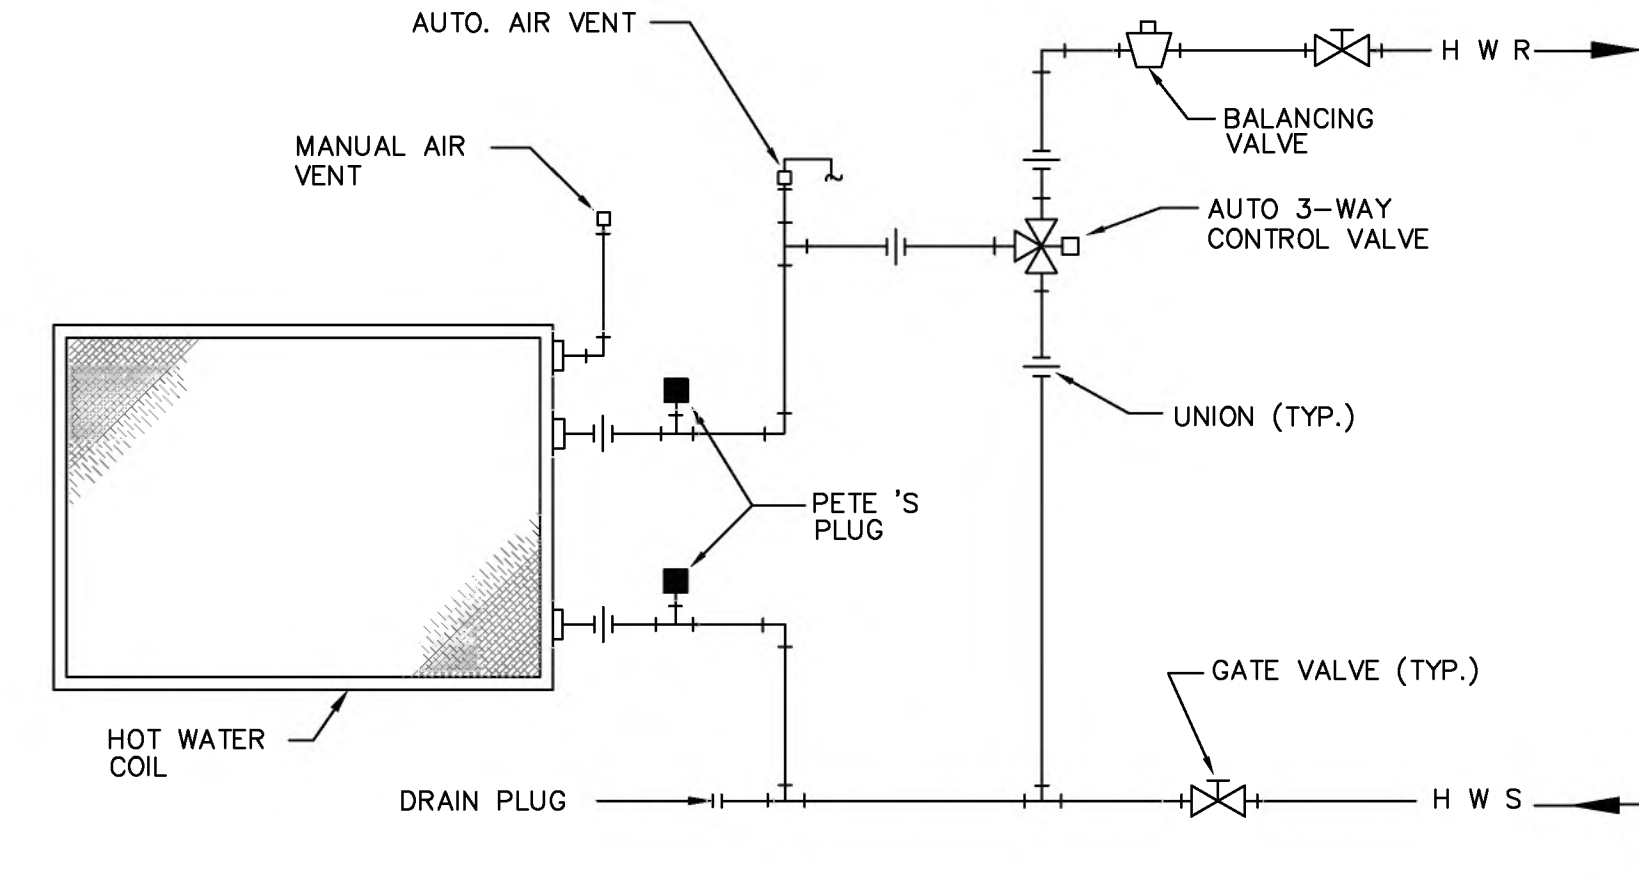 AUTO. AIR VENT
H W R
BALANCING
VALVE
MANUAL AIR
VENT
AUTO 3-WAY
CONTROL VALVE
UNION (TYP.)
PETE 'S
PLUG
GATE VALVE (TYP.)
HOT WATER
COIL
DRAIN PLUG
H W S